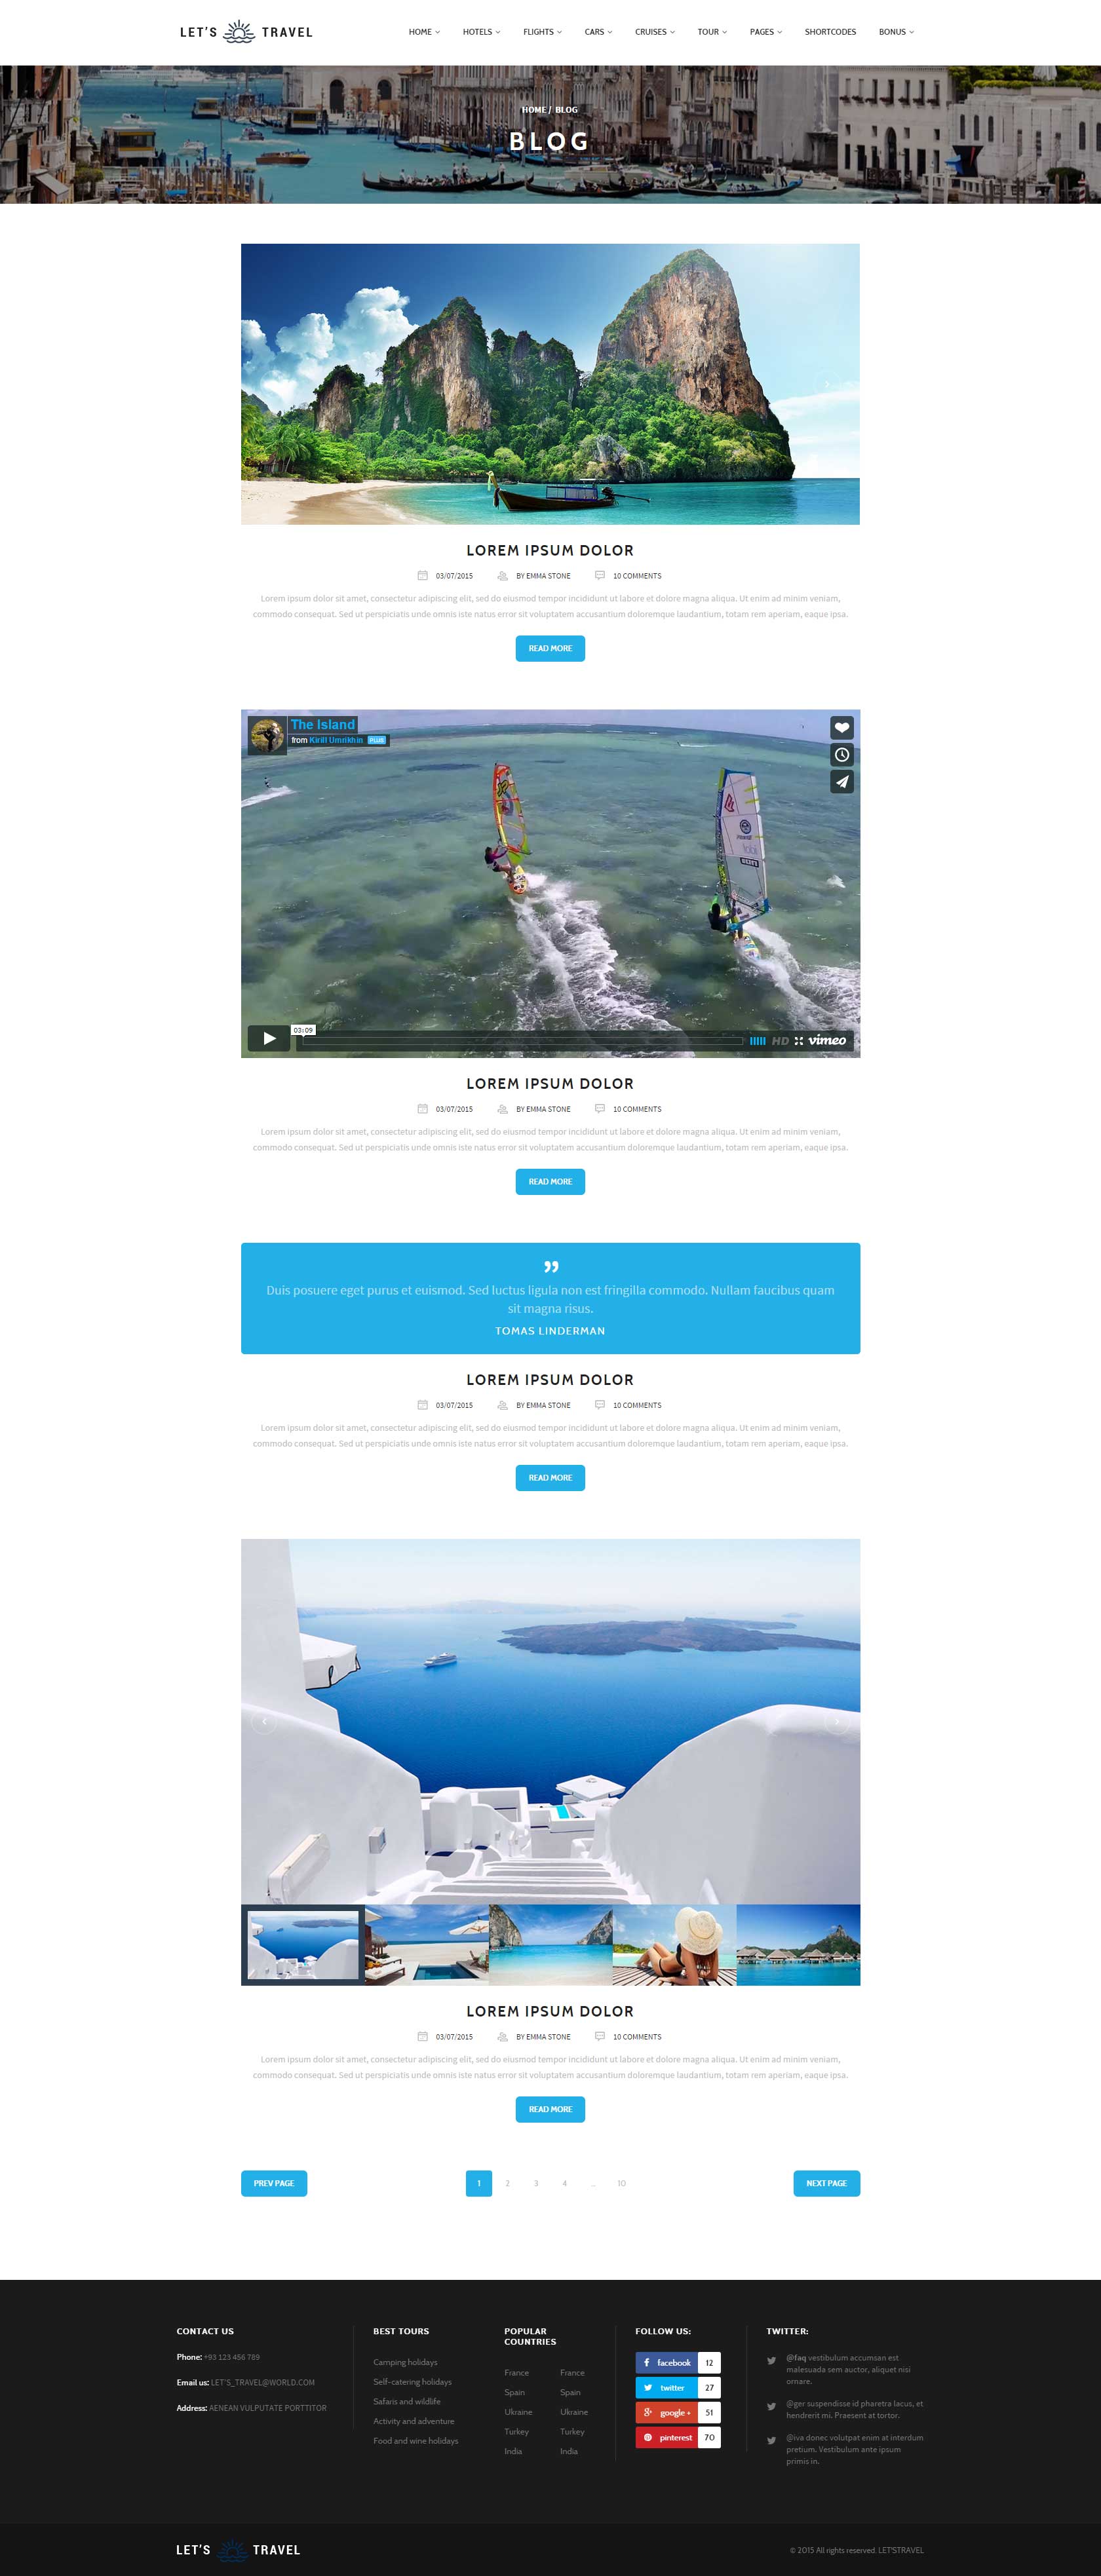 LET'S TRAVEL
HOME HOTELS FLIGHTS CARS CRUISES TOUR PAGES SHORTCODES BONUS
HOME / BLOG
BLOG
LOREM IPSUM DOLOR
03/07/2015 BY EMMA STONE 10 COMMENTS
Lorem ipsum dolor sit amet, consectetur adipiscing elit, sed do eiusmod tempor incididunt ut labore et dolore magna aliqua. Ut enim ad minim veniam,
commodo consequat. Sed ut perspiciatis unde omnis iste natus error sit voluptatem accusantium doloremque laudantium, totam rem aperiam, eaque ipsa.
READ MORE
The Island
from Kirill Umrikhin PLUS
03:09
HD vimeo
LOREM IPSUM DOLOR
03/07/2015 BY EMMA STONE 10 COMMENTS
Lorem ipsum dolor sit amet, consectetur adipiscing elit, sed do eiusmod tempor incididunt ut labore et dolore magna aliqua. Ut enim ad minim veniam,
commodo consequat. Sed ut perspiciatis unde omnis iste natus error sit voluptatem accusantium doloremque laudantium, totam rem aperiam, eaque ipsa.
READ MORE
”
Duis posuere eget purus et euismod. Sed luctus ligula non est fringilla commodo. Nullam faucibus quam
sit magna risus.
TOMAS LINDERMAN
LOREM IPSUM DOLOR
03/07/2015 BY EMMA STONE 10 COMMENTS
Lorem ipsum dolor sit amet, consectetur adipiscing elit, sed do eiusmod tempor incididunt ut labore et dolore magna aliqua. Ut enim ad minim veniam,
commodo consequat. Sed ut perspiciatis unde omnis iste natus error sit voluptatem accusantium doloremque laudantium, totam rem aperiam, eaque ipsa.
READ MORE
LOREM IPSUM DOLOR
03/07/2015 BY EMMA STONE 10 COMMENTS
Lorem ipsum dolor sit amet, consectetur adipiscing elit, sed do eiusmod tempor incididunt ut labore et dolore magna aliqua. Ut enim ad minim veniam,
commodo consequat. Sed ut perspiciatis unde omnis iste natus error sit voluptatem accusantium doloremque laudantium, totam rem aperiam, eaque ipsa.
READ MORE
PREV PAGE 1 2 3 4 ... 10 NEXT PAGE
CONTACT US
Phone: +93 123 456 789
Email us: LET'S_TRAVEL@WORLD.COM
Address: AENEAN VULPUTATE PORTTITOR
BEST TOURS
Camping holidays
Self-catering holidays
Safaris and wildlife
Activity and adventure
Food and wine holidays
POPULAR
COUNTRIES
France France
Spain Spain
Ukraine Ukraine
Turkey Turkey
India India
FOLLOW US:
facebook 12
twitter 27
google + 51
pinterest 70
TWITTER:
@faq vestibulum accumsan est
malesuada sem auctor, aliquet nisi
ornare.
@ger suspendisse id pharetra lacus, et
hendrerit mi. Praesent at tortor.
@iva donec volutpat enim at interdum
pretium. Vestibulum ante ipsum
primis in.
LET'S TRAVEL
© 2015 All rights reserved. LET'STRAVEL